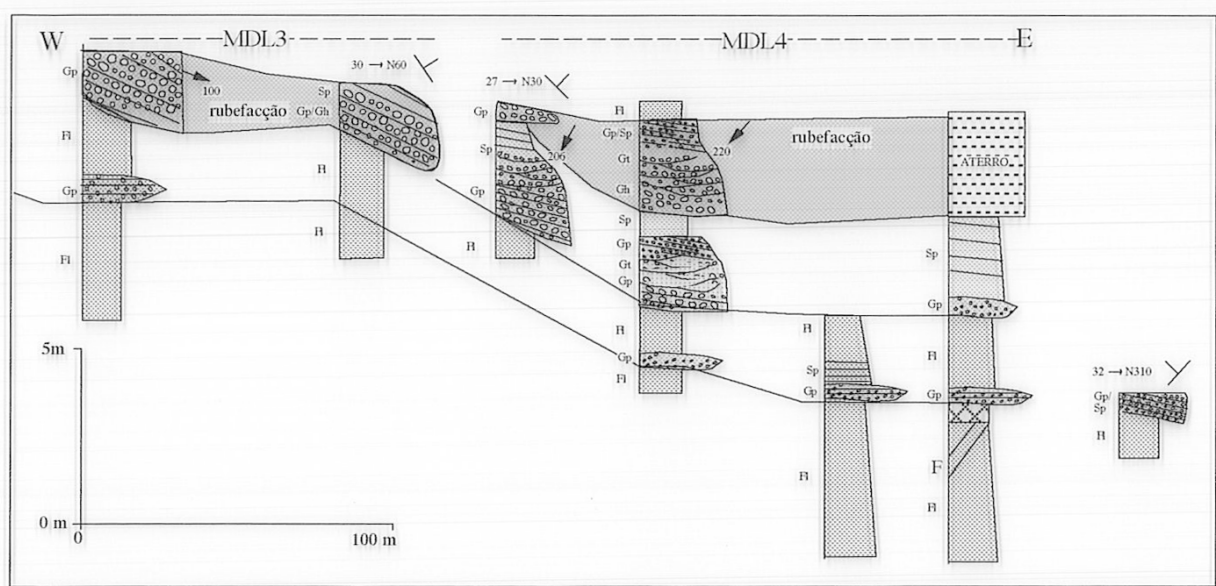 W MDL3 MDL4 E
30 → N60
27 → N30
Gp
100
rubefacção
Sp
Gp/Gh
Gp
Sp
206
Gp
Fl
Gp/Sp
220
rubefacção
Gt
Gh
ATERRO
Fl
Gp
Fl
Fl
Fl
Fl
Sp
Gp
Gt
Gp
Sp
Gp
Fl
Gp
Fl
Fl
Sp
Gp
Fl
Gp
32 → N310
Gp/
Sp
Fl
Fl
F
Fl
5m
0 m
0 100 m